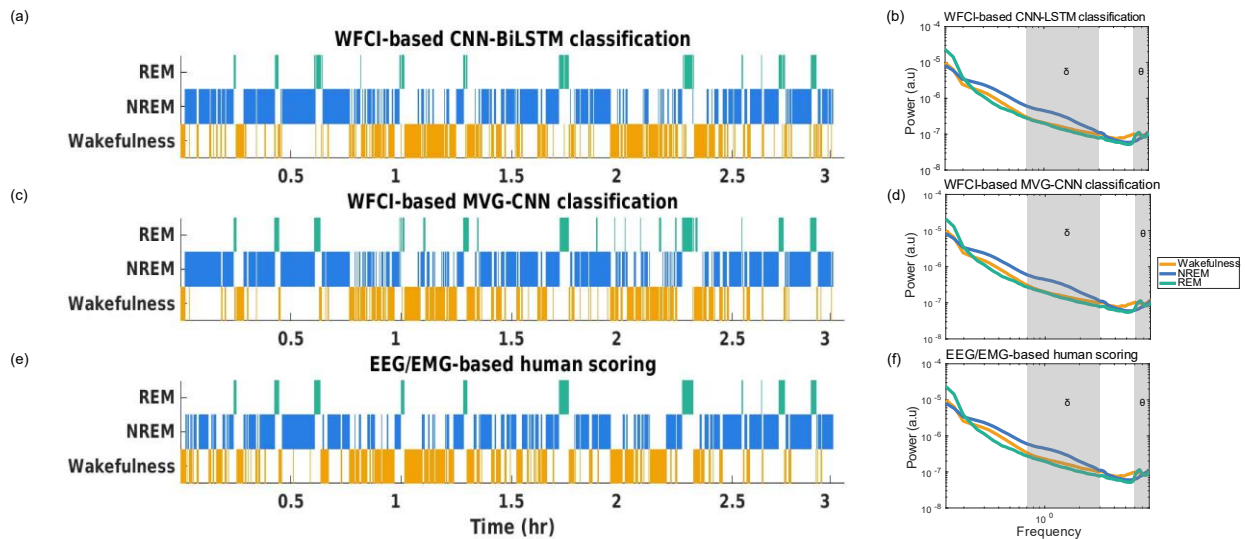 (a)
WFCI-based CNN-BiLSTM classification
REM
NREM
Wakefulness
0.5
1
1.5
2
2.5
3
(b)
WFCI-based CNN-LSTM classification
10⁻⁴
10⁻⁵
10⁻⁶
10⁻⁷
10⁻⁸
Power (a.u)
δ
θ
(c)
WFCI-based MVG-CNN classification
REM
NREM
Wakefulness
0.5
1
1.5
2
2.5
3
(d)
WFCI-based MVG-CNN classification
10⁻⁴
10⁻⁵
10⁻⁶
10⁻⁷
10⁻⁸
Power (a.u)
δ
θ
Wakefulness
NREM
REM
(e)
EEG/EMG-based human scoring
REM
NREM
Wakefulness
0.5
1
1.5
2
2.5
3
Time (hr)
(f)
EEG/EMG-based human scoring
10⁻⁴
10⁻⁵
10⁻⁶
10⁻⁷
10⁻⁸
Power (a.u)
δ
θ
10⁰
Frequency